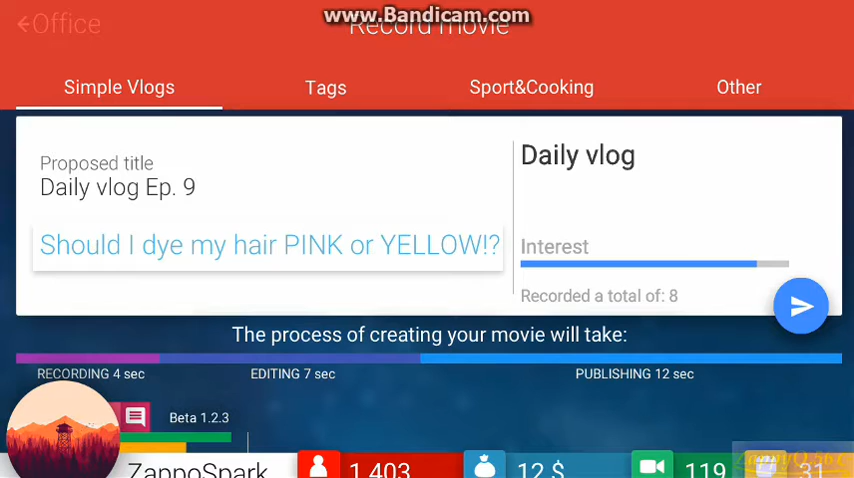 www.Bandicam.com
Office
Record movie
Simple Vlogs
Tags
Sport&Cooking
Other
Proposed title
Daily vlog Ep. 9
Should I dye my hair PINK or YELLOW!?
Daily vlog
Interest
Recorded a total of: 8
The process of creating your movie will take:
RECORDING 4 sec
EDITING 7 sec
PUBLISHING 12 sec
Beta 1.2.3
ZappoSpark
1 403
12 $
119
31